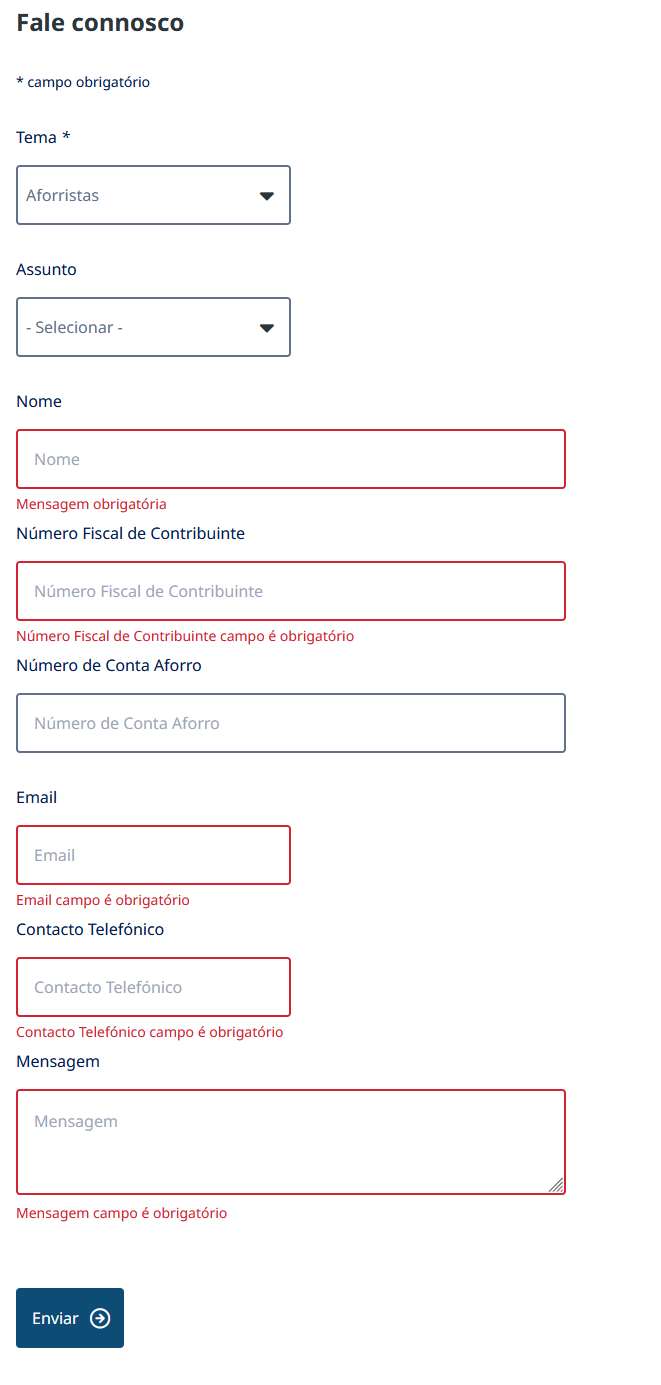 Fale connosco
* campo obrigatório
Tema *
Aforristas
Assunto
- Selecionar -
Nome
Nome
Mensagem obrigatória
Número Fiscal de Contribuinte
Número Fiscal de Contribuinte
Número Fiscal de Contribuinte campo é obrigatório
Número de Conta Aforro
Número de Conta Aforro
Email
Email
Email campo é obrigatório
Contacto Telefónico
Contacto Telefónico
Contacto Telefónico campo é obrigatório
Mensagem
Mensagem
Mensagem campo é obrigatório
Enviar